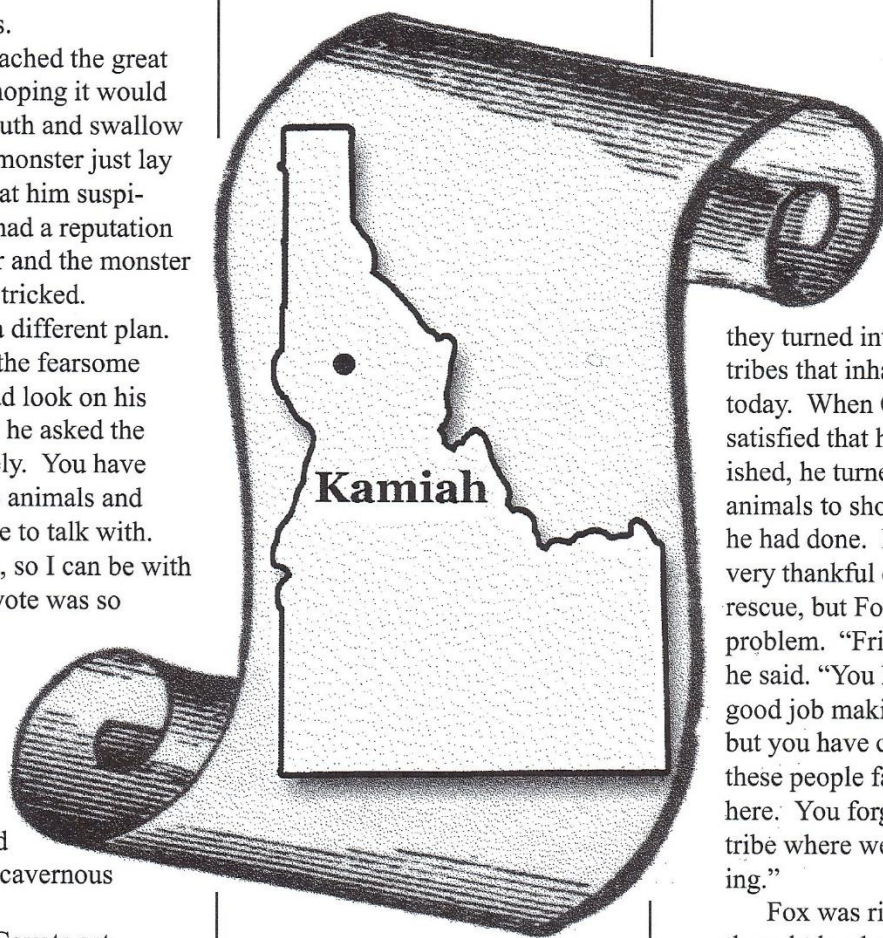 s.
ached the great
hoping it would
uth and swallow
monster just lay
at him suspi-
had a reputation
r and the monster
tricked.
a different plan.
the fearsome
d look on his
he asked the
ely. You have
animals and
e to talk with.
, so I can be with
vote was so
d
cavernous
Kamiah
they turned int
tribes that inha
today. When
satisfied that h
ished, he turne
animals to sho
he had done.
very thankful
rescue, but Fo
problem. “Fri
he said. “You
good job maki
but you have
these people fa
here. You forg
tribe where we
ing.”
Fox was ri